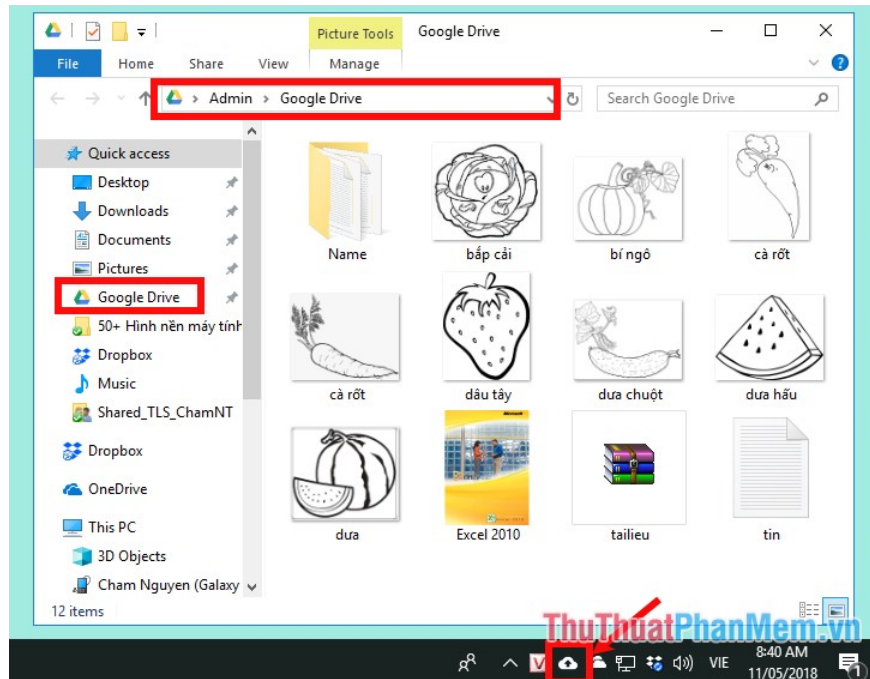 Picture Tools
Google Drive
File
Home
Share
View
Manage
Admin
Google Drive
Search Google Drive
Quick access
Desktop
Downloads
Documents
Pictures
Google Drive
50+ Hình nền máy tính
Dropbox
Music
Shared_TLS_ChamNT
Dropbox
OneDrive
This PC
3D Objects
Cham Nguyen (Galaxy
Name
bắp cải
bí ngô
cà rốt
cà rốt
dâu tây
dưa chuột
dưa hấu
dưa
Excel 2010
tailieu
tin
12 items
ThuThuatPhanMem.vn
VIE
8:40 AM
11/05/2018
1